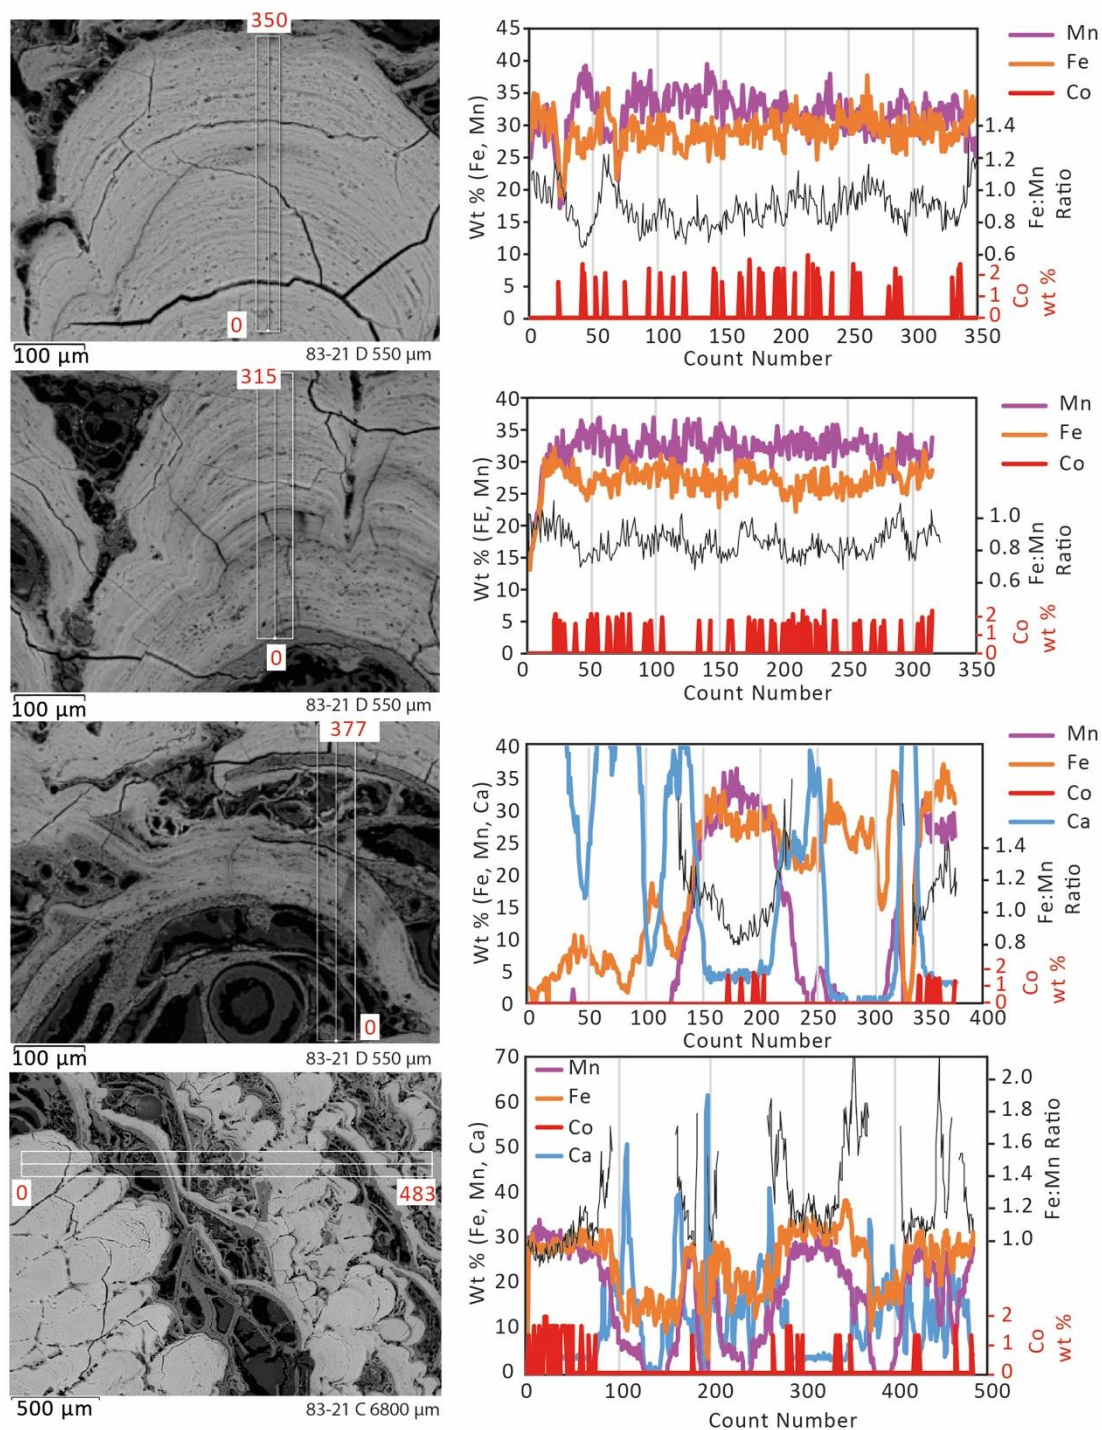 350
0
100 µm
83-21 D 550 µm
45
40
35
30
25
20
15
10
5
0
Wt % (Fe, Mn)
Mn
Fe
Co
1.4
1.2
1.0
0.8
0.6
Fe:Mn
Ratio
2
1
0
Co
wt %
0 50 100 150 200 250 300 350
Count Number
315
0
100 µm
83-21 D 550 µm
40
35
30
25
20
15
10
5
0
Wt % (FE, Mn)
Mn
Fe
Co
1.0
0.8
0.6
Fe:Mn
Ratio
2
1
0
Co
wt %
0 50 100 150 200 250 300 350
Count Number
377
0
100 µm
83-21 D 550 µm
40
35
30
25
20
15
10
5
0
Wt % (Fe, Mn, Ca)
Mn
Fe
Co
Ca
1.4
1.2
1.0
0.8
Fe:Mn
Ratio
2
1
0
Co
wt %
0 50 100 150 200 250 300 350 400
Count Number
0
483
500 µm
83-21 C 6800 µm
70
60
50
40
30
20
10
0
Wt % (Fe, Mn, Ca)
Mn
Fe
Co
Ca
2.0
1.8
1.6
1.4
1.2
1.0
Fe:Mn Ratio
2
1
0
Co
wt %
0 100 200 300 400 500
Count Number